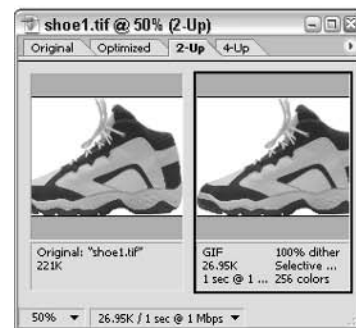 shoe1.tif @ 50% (2-Up)
Original Optimized 2-Up 4-Up
Original: "shoe1.tif"
221K
GIF 100% dither
26.95K Selective ...
1 sec @ 1 ... 256 colors
50% 26.95K / 1 sec @ 1 Mbps